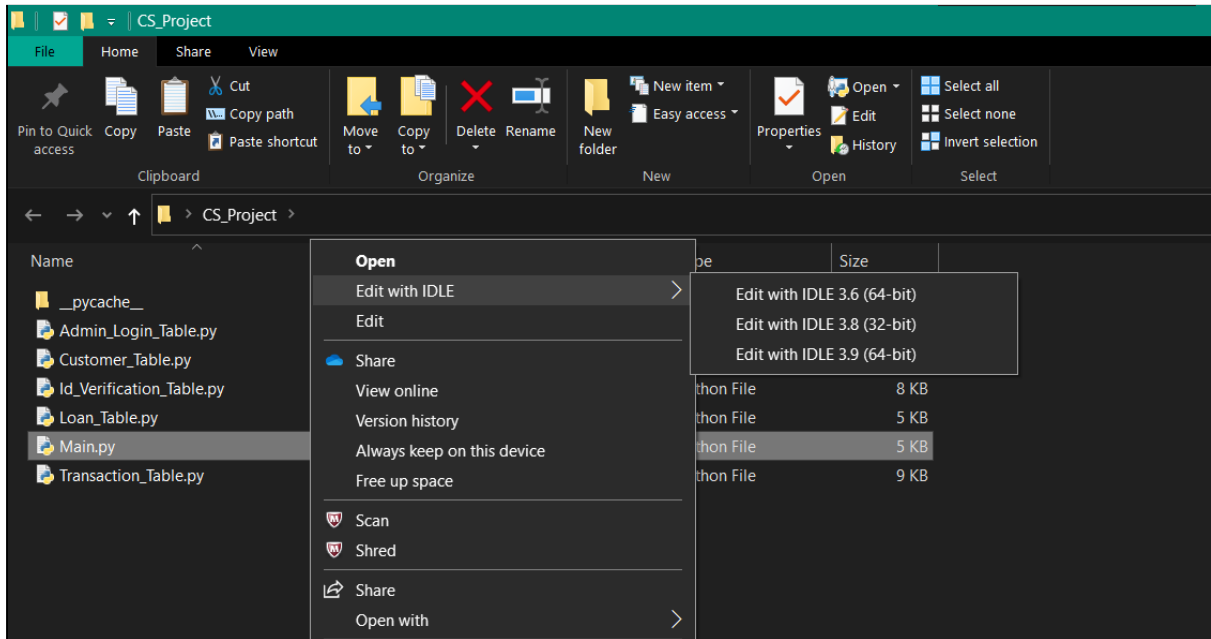 CS_Project
File Home Share View
Pin to Quick access
Copy
Paste
Cut
Copy path
Paste shortcut
Clipboard
Move to
Copy to
Delete
Rename
Organize
New folder
New item
Easy access
New
Properties
Open
Edit
History
Open
Select all
Select none
Invert selection
Select
CS_Project
Name pe Size
__pycache__
Admin_Login_Table.py
Customer_Table.py
Id_Verification_Table.py thon File 8 KB
Loan_Table.py thon File 5 KB
Main.py thon File 5 KB
Transaction_Table.py thon File 9 KB
Open
Edit with IDLE
Edit
Share
View online
Version history
Always keep on this device
Free up space
Scan
Shred
Share
Open with
Edit with IDLE 3.6 (64-bit)
Edit with IDLE 3.8 (32-bit)
Edit with IDLE 3.9 (64-bit)